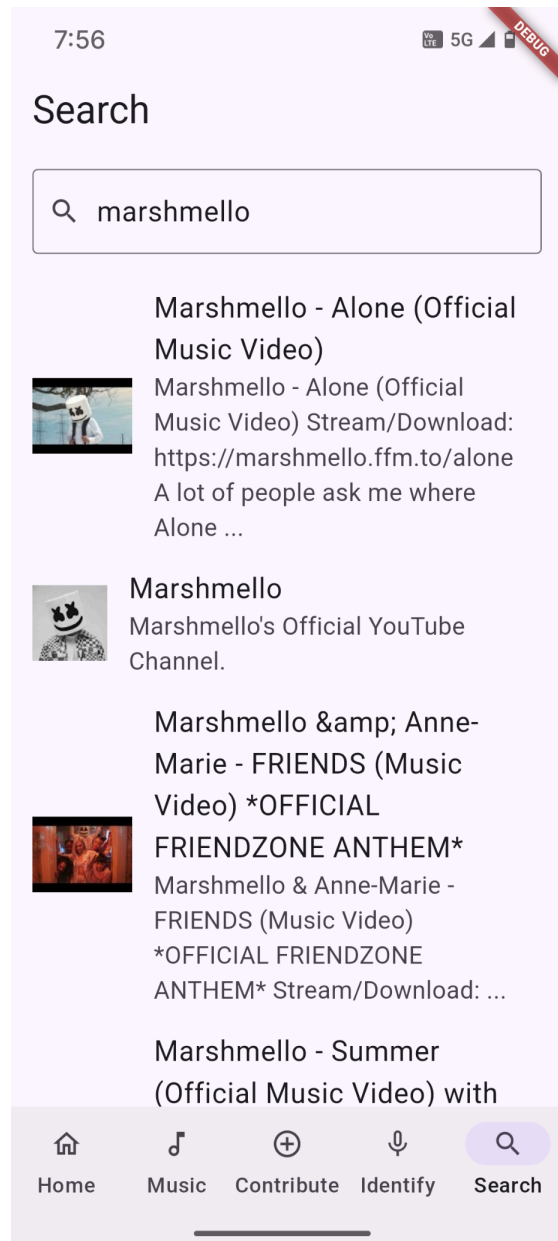 7:56
Vo LTE 5G
DEBUG
Search
marshmello
Marshmello - Alone (Official
Music Video)
Marshmello - Alone (Official
Music Video) Stream/Download:
https://marshmello.ffm.to/alone
A lot of people ask me where
Alone ...
Marshmello
Marshmello's Official YouTube
Channel.
Marshmello &amp; Anne-
Marie - FRIENDS (Music
Video) *OFFICIAL
FRIENDZONE ANTHEM*
Marshmello & Anne-Marie -
FRIENDS (Music Video)
*OFFICIAL FRIENDZONE
ANTHEM* Stream/Download: ...
Marshmello - Summer
(Official Music Video) with
Home Music Contribute Identify Search